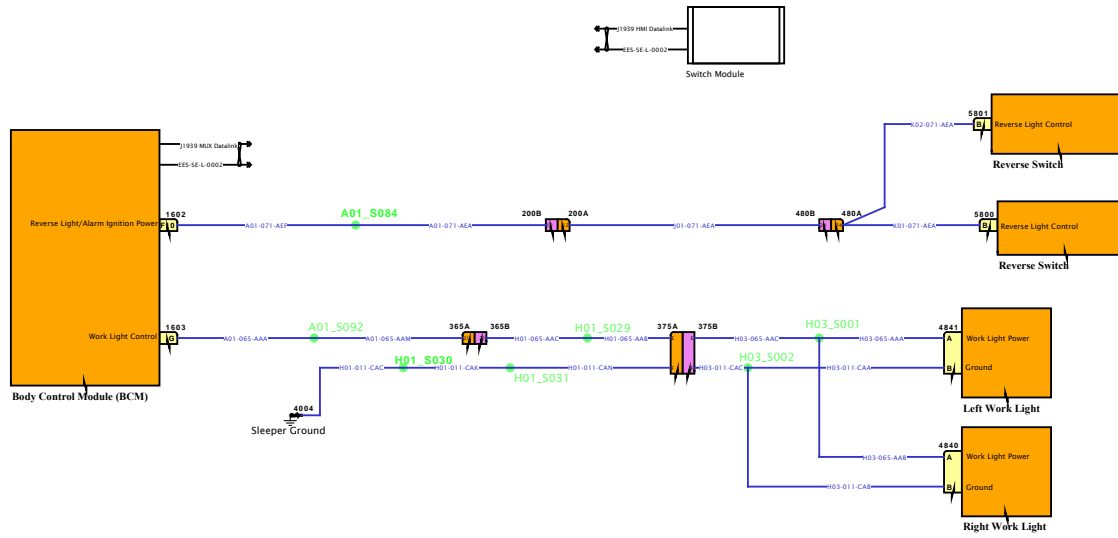 J1939 HMI Datalink
EES-SE-L-0002
Switch Module
5801
B
Reverse Light Control
K02-071-AEA
Reverse Switch
J1939 MUX Datalink
EES-SE-L-0002
Reverse Light/Alarm Ignition Power
1602
A01-071-AEF
A01_S084
A01-071-AEA
200B
200A
J01-071-AEA
480B
480A
K01-071-AEA
5800
B
Reverse Light Control
Reverse Switch
Work Light Control
1603
G
A01-065-AAA
A01_S092
A01-065-AAM
365A
365B
H01-065-AAC
H01_S029
H01-065-AAB
375A
375B
H03-065-AAC
H03_S001
H03-065-AAA
4841
A
Work Light Power
H01-011-CAC
H01_S030
H01-011-CAK
H01_S031
H01-011-CAN
H03-011-CAC
H03_S002
H03-011-CAA
B
Ground
Left Work Light
Body Control Module (BCM)
4004
Sleeper Ground
4840
H03-065-AAB
A
Work Light Power
H03-011-CAB
B
Ground
Right Work Light